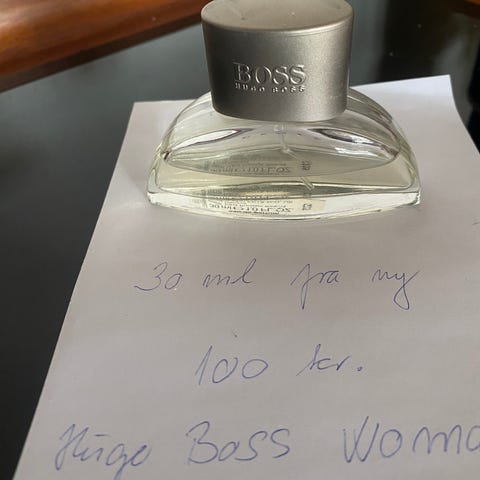 BOSS
HUGO BOSS
30 ml fra ny
100 kr.
Hugo Boss Woma